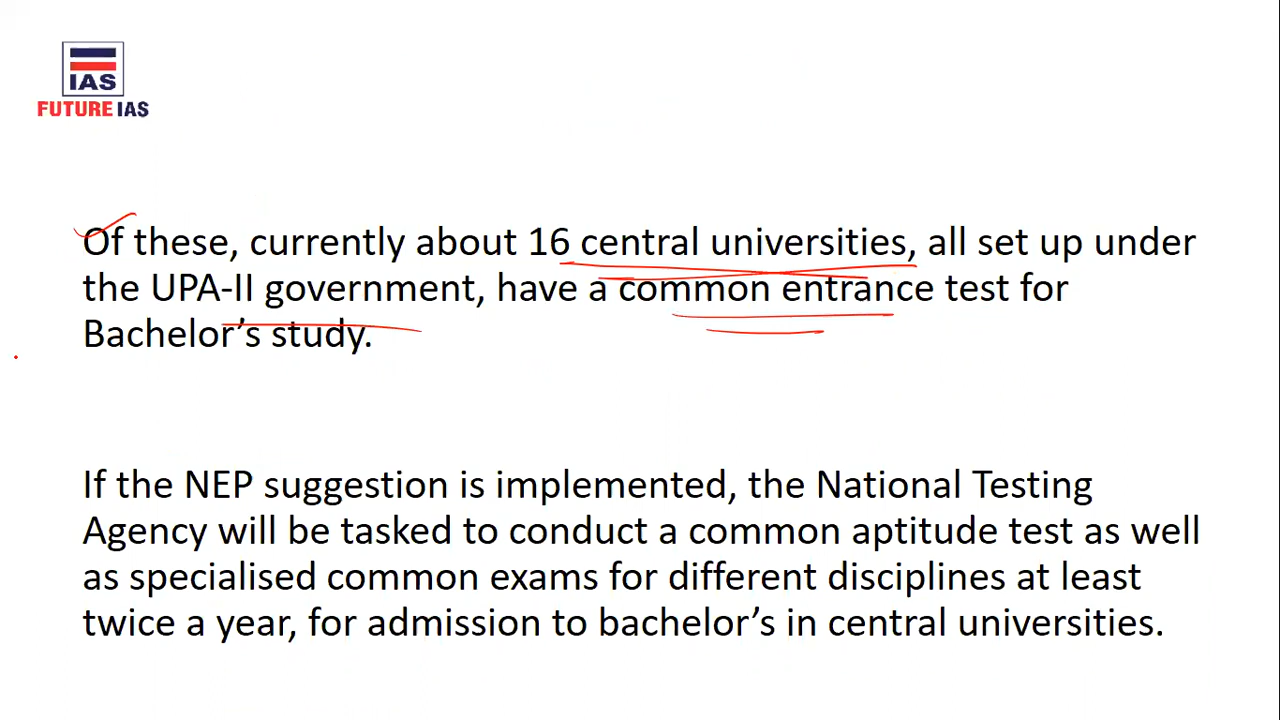 IAS
FUTURE IAS
Of these, currently about 16 central universities, all set up under
the UPA-II government, have a common entrance test for
Bachelor’s study.
If the NEP suggestion is implemented, the National Testing
Agency will be tasked to conduct a common aptitude test as well
as specialised common exams for different disciplines at least
twice a year, for admission to bachelor’s in central universities.